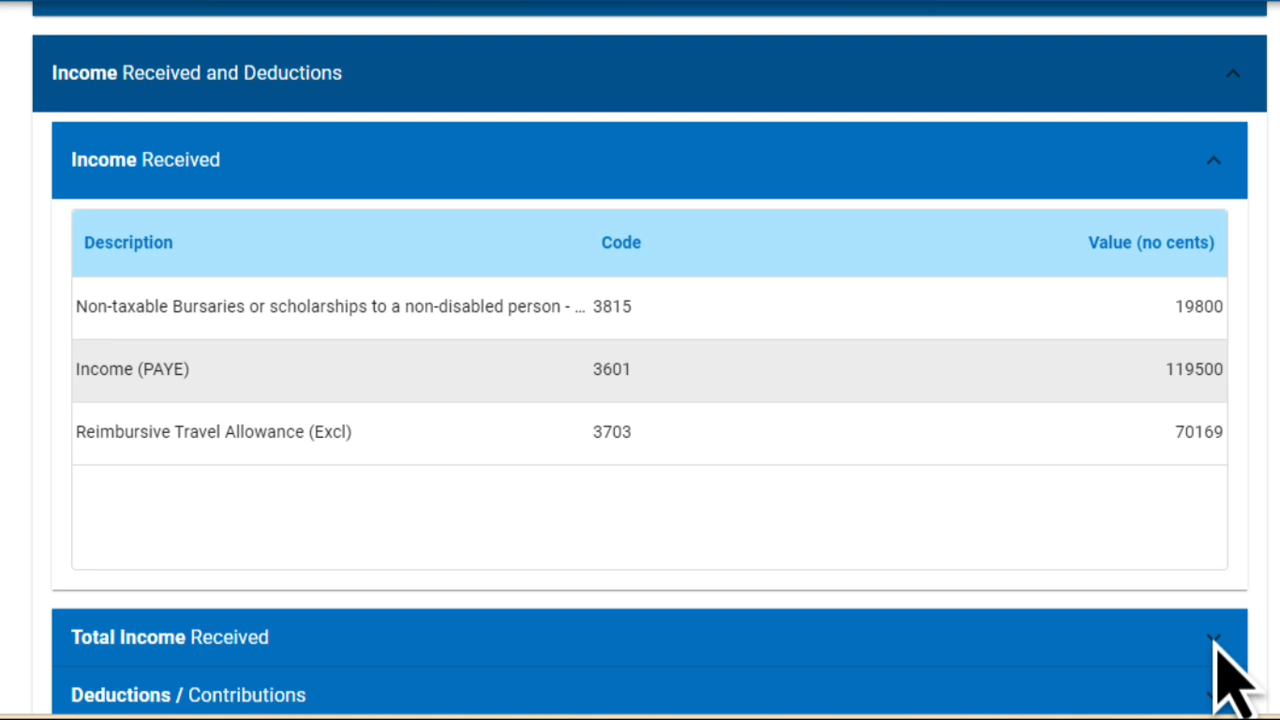 Income Received and Deductions
Income Received
Description Code Value (no cents)
Non-taxable Bursaries or scholarships to a non-disabled person - ... 3815 19800
Income (PAYE) 3601 119500
Reimbursive Travel Allowance (Excl) 3703 70169
Total Income Received
Deductions / Contributions